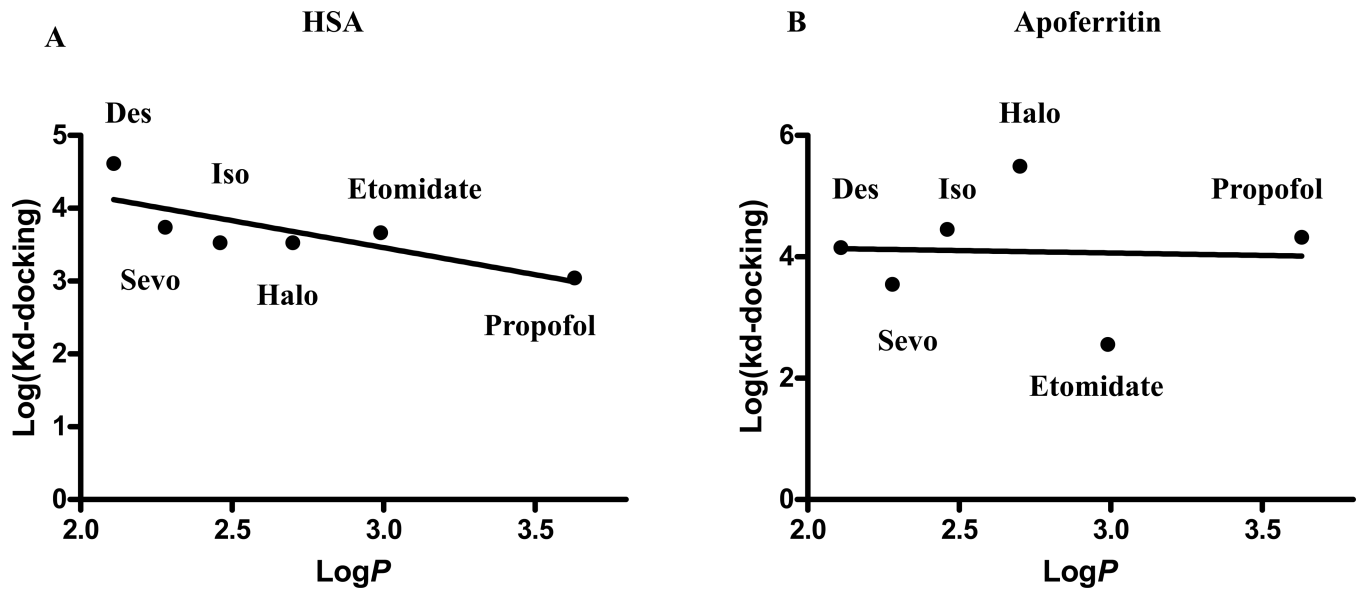 A
HSA
Des
Iso
Etomidate
Sevo
Halo
Propofol
5
4
3
2
1
0
Log(Kd-docking)
2.0
2.5
3.0
3.5
LogP
B
Apoferritin
Halo
Des
Iso
Propofol
Sevo
Etomidate
6
4
2
0
Log(kd-docking)
2.0
2.5
3.0
3.5
LogP